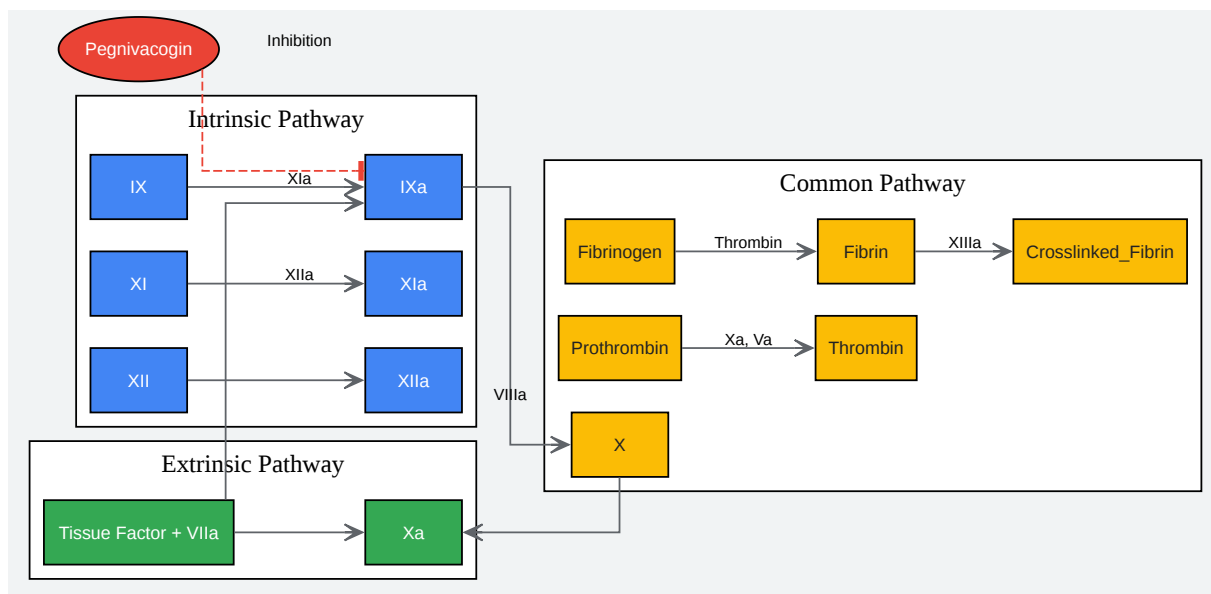 Pegnivacogin
Inhibition
Intrinsic Pathway
IX
XIa
IXa
XI
XIIa
XIa
XII
XIIa
VIIIa
Extrinsic Pathway
Tissue Factor + VIIa
Xa
Common Pathway
Fibrinogen
Thrombin
Fibrin
XIIIa
Crosslinked_Fibrin
Prothrombin
Xa, Va
Thrombin
X